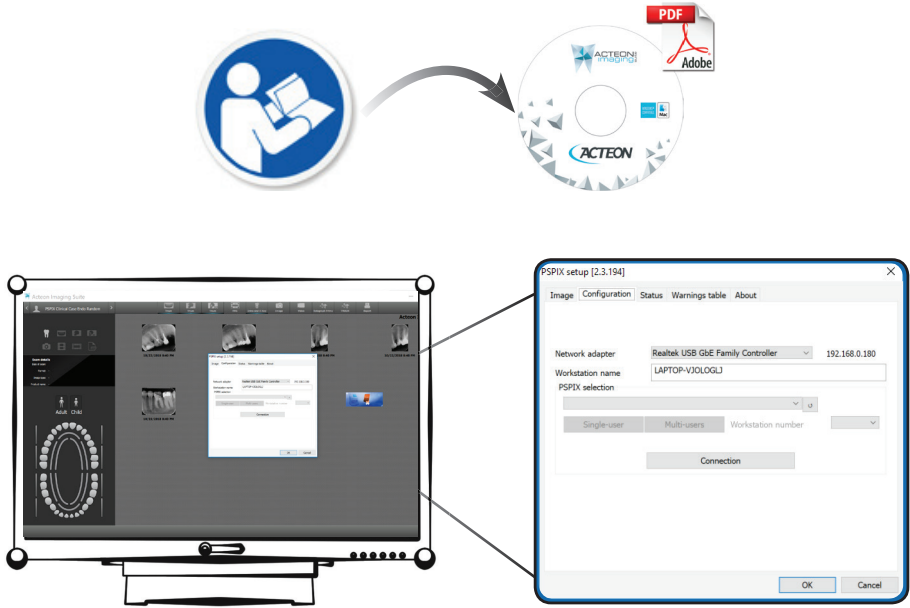 PDF
Adobe
ACTEON
imaging
Mac
ACTEON
Acteon Imaging Suite
Acteon
Adult Child
PSPIX setup [2.3.194]
Image Configuration Status Warnings table About
Network adapter Realtek USB GbE Family Controller 192.168.0.180
Workstation name LAPTOP-VJOLOGLJ
PSPIX selection
Single-user Multi-users Workstation number
Connection
OK Cancel